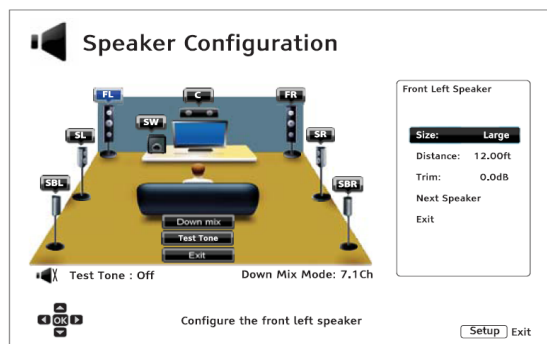 Speaker Configuration
FL
C
FR
SW
SL
SR
SBL
SBR
Down mix
Test Tone
Exit
Test Tone : Off
Down Mix Mode: 7.1Ch
Front Left Speaker
Size: Large
Distance: 12.00ft
Trim: 0.0dB
Next Speaker
Exit
OK
Configure the front left speaker
Setup Exit